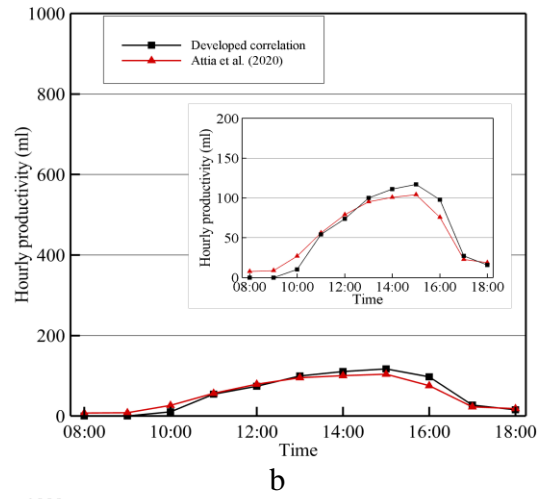 1000
800
600
400
200
0
Hourly productivity (ml)
Developed correlation
Attia et al. (2020)
200
150
100
50
0
Hourly productivity (ml)
08:00 10:00 12:00 14:00 16:00 18:00
Time
08:00 10:00 12:00 14:00 16:00 18:00
Time
b